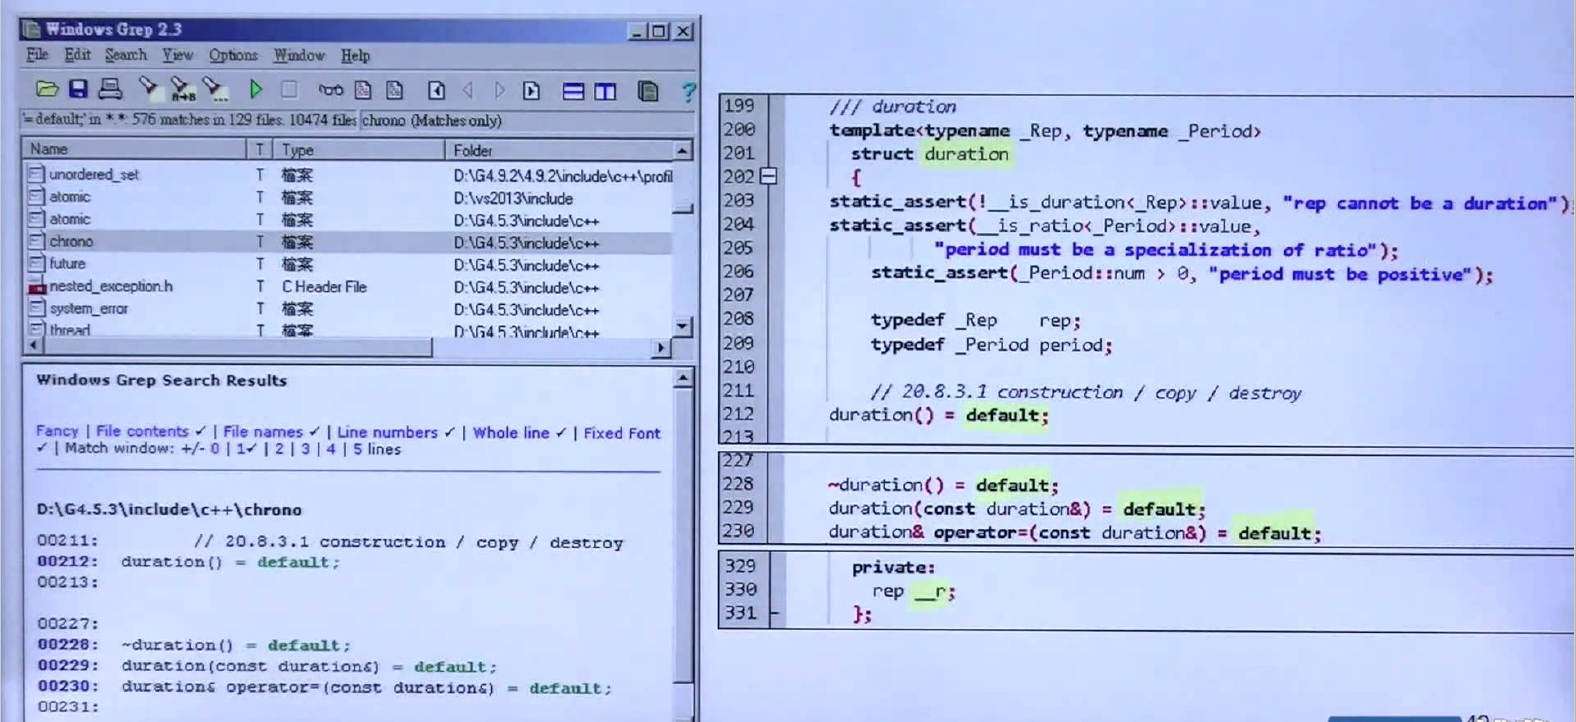 Windows Grep 2.3
File Edit Search View Options Window Help
A→B
'= default;' in *.*: 576 matches in 129 files. 10474 files chrono (Matches only)
Name T Type Folder
unordered_set T 檔案 D:\G4.9.2\4.9.2\include\c++\profil
atomic T 檔案 D:\vs2013\include
atomic T 檔案 D:\G4.5.3\include\c++
chrono T 檔案 D:\G4.5.3\include\c++
future T 檔案 D:\G4.5.3\include\c++
nested_exception.h T C Header File D:\G4.5.3\include\c++
system_error T 檔案 D:\G4.5.3\include\c++
thread T 檔案 D:\G4.5.3\include\c++
Windows Grep Search Results
Fancy | File contents ✓ | File names ✓ | Line numbers ✓ | Whole line ✓ | Fixed Font
✓ | Match window: +/- 0 | 1✓ | 2 | 3 | 4 | 5 lines
D:\G4.5.3\include\c++\chrono
00211: // 20.8.3.1 construction / copy / destroy
00212: duration() = default;
00213:
00227:
00228: ~duration() = default;
00229: duration(const duration&) = default;
00230: duration& operator=(const duration&) = default;
00231:
199 /// duration
200 template<typename _Rep, typename _Period>
201 struct duration
202 {
203 static_assert(!__is_duration<_Rep>::value, "rep cannot be a duration");
204 static_assert(__is_ratio<_Period>::value,
205 "period must be a specialization of ratio");
206 static_assert(_Period::num > 0, "period must be positive");
207
208 typedef _Rep rep;
209 typedef _Period period;
210
211 // 20.8.3.1 construction / copy / destroy
212 duration() = default;
213
227
228 ~duration() = default;
229 duration(const duration&) = default;
230 duration& operator=(const duration&) = default;
329 private:
330 rep __r;
331 };